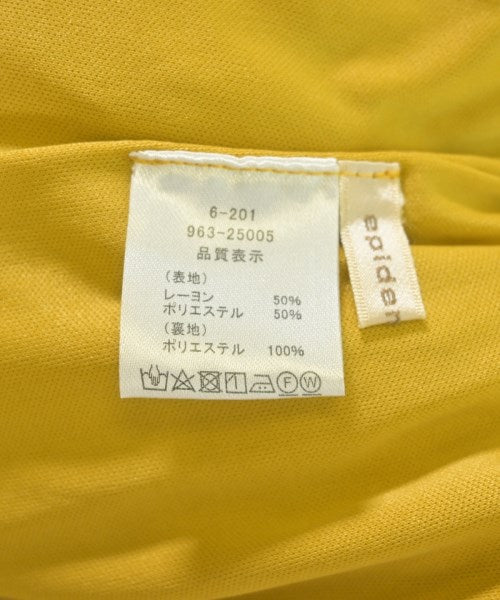 6-201
963-25005
品質表示
(表地)
レーヨン 50%
ポリエステル 50%
(裏地)
ポリエステル 100%
F W
epiden